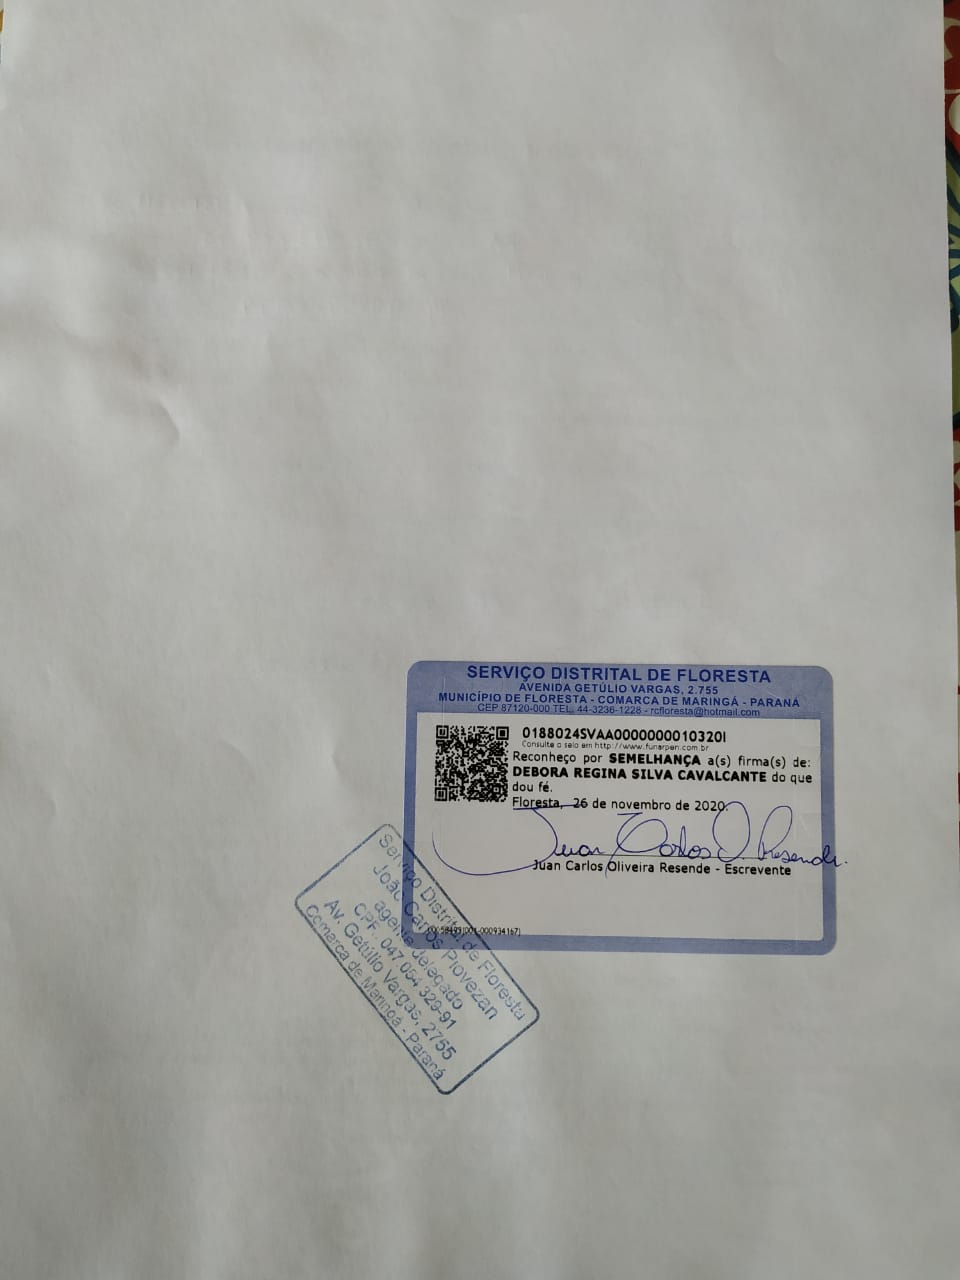 SERVIÇO DISTRITAL DE FLORESTA
AVENIDA GETÚLIO VARGAS, 2.755
MUNICÍPIO DE FLORESTA - COMARCA DE MARINGÁ - PARANÁ
CEP 87120-000 TEL. 44-3236-1228 - rcfloresta@hotmail.com
0188024SVAA0000000010320I
Consulte o selo em http://www.funarpen.com.br
Reconheço por SEMELHANÇA a(s) firma(s) de:
DEBORA REGINA SILVA CAVALCANTE do que
dou fé.
Floresta, 26 de novembro de 2020.
Juan Carlos O. Resende.
Juan Carlos Oliveira Resende - Escrevente
Serviço Distrital de Floresta
João Carlos Piovezan
agente delegado
CPF. 047.054.329-91
Av. Getúlio Vargas, 2755
Comarca de Maringá - Paraná